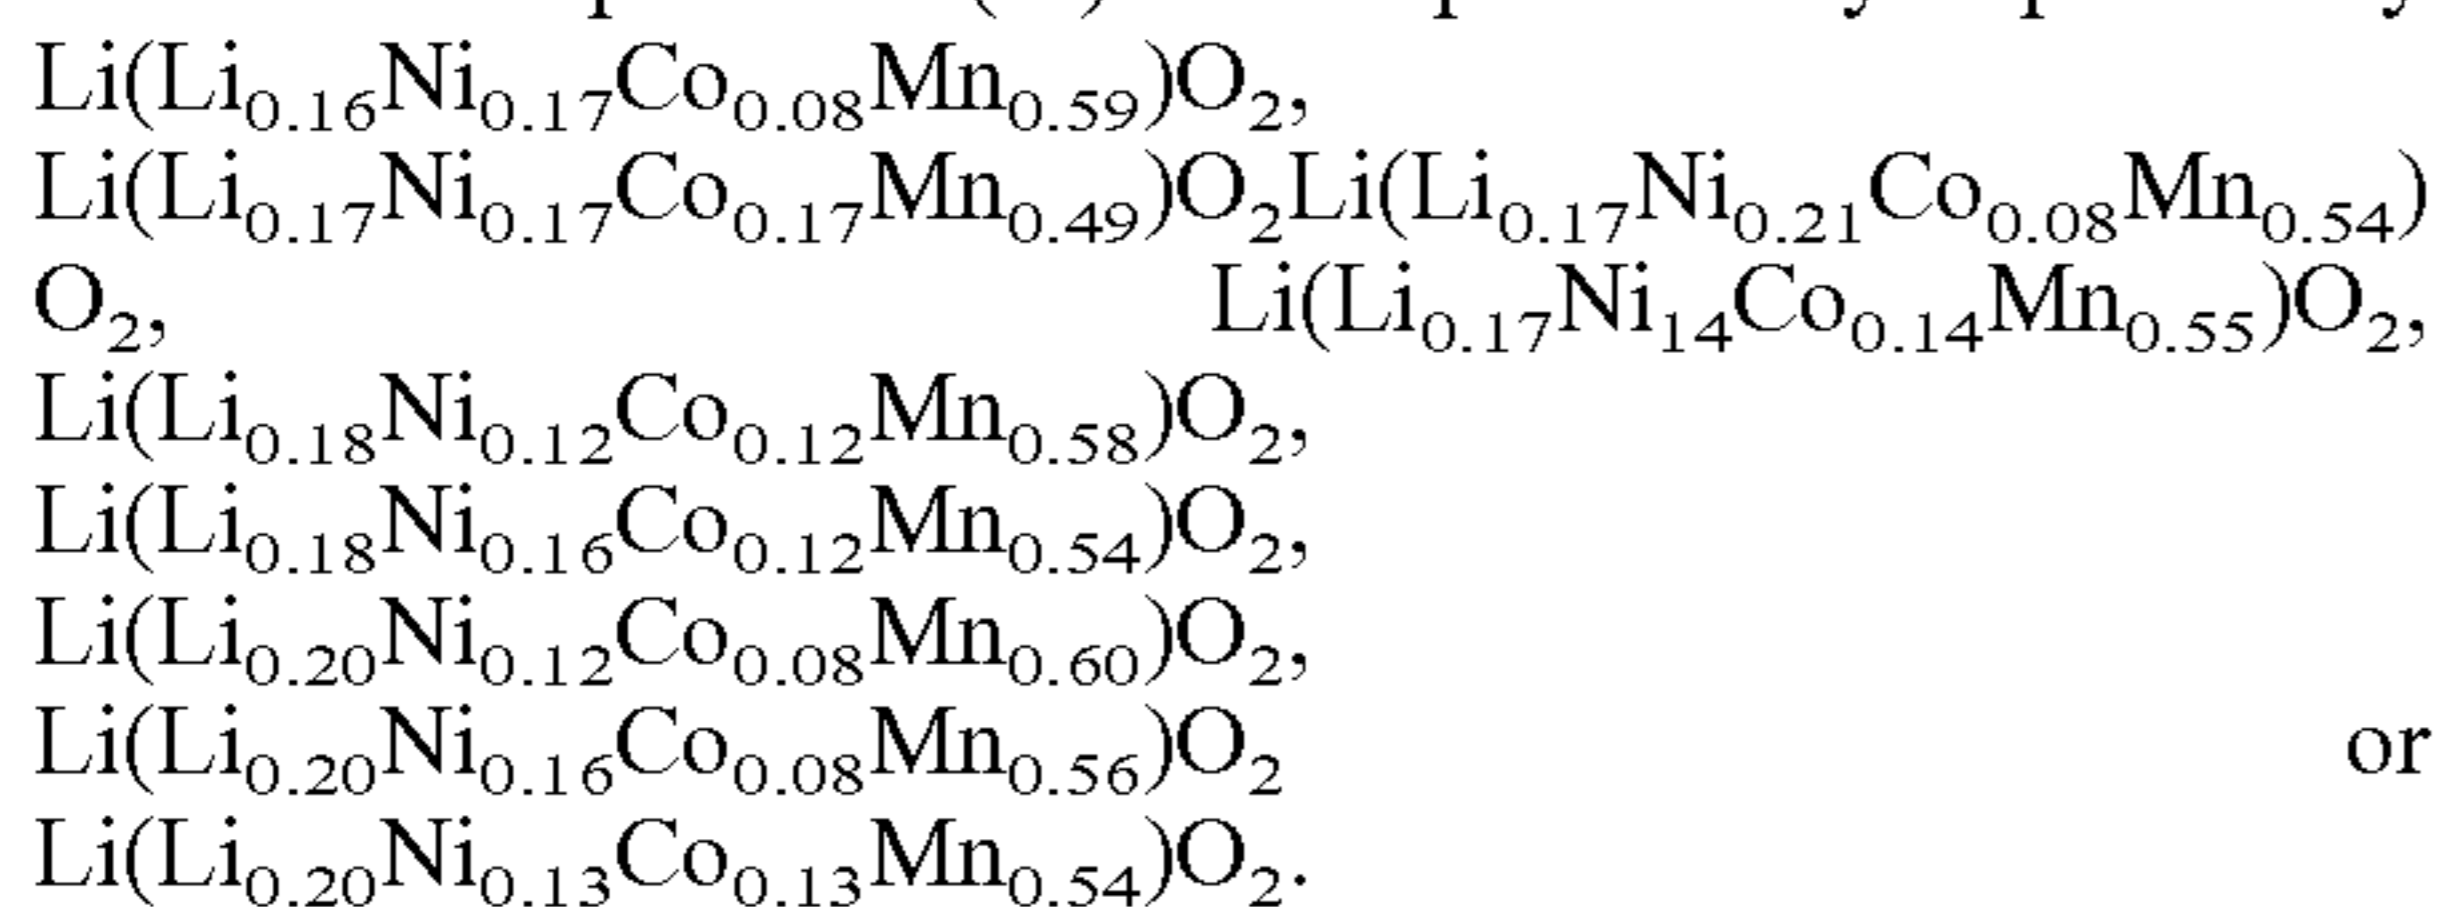 Li(Li₀.₁₆Ni₀.₁₇Co₀.₀₈Mn₀.₅₉)O₂,
Li(Li₀.₁₇Ni₀.₁₇Co₀.₁₇Mn₀.₄₉)O₂Li(Li₀.₁₇Ni₀.₂₁Co₀.₀₈Mn₀.₅₄)
O₂, Li(Li₀.₁₇Ni₁₄Co₀.₁₄Mn₀.₅₅)O₂,
Li(Li₀.₁₈Ni₀.₁₂Co₀.₁₂Mn₀.₅₈)O₂,
Li(Li₀.₁₈Ni₀.₁₆Co₀.₁₂Mn₀.₅₄)O₂,
Li(Li₀.₂₀Ni₀.₁₂Co₀.₀₈Mn₀.₆₀)O₂,
Li(Li₀.₂₀Ni₀.₁₆Co₀.₀₈Mn₀.₅₆)O₂ or
Li(Li₀.₂₀Ni₀.₁₃Co₀.₁₃Mn₀.₅₄)O₂.